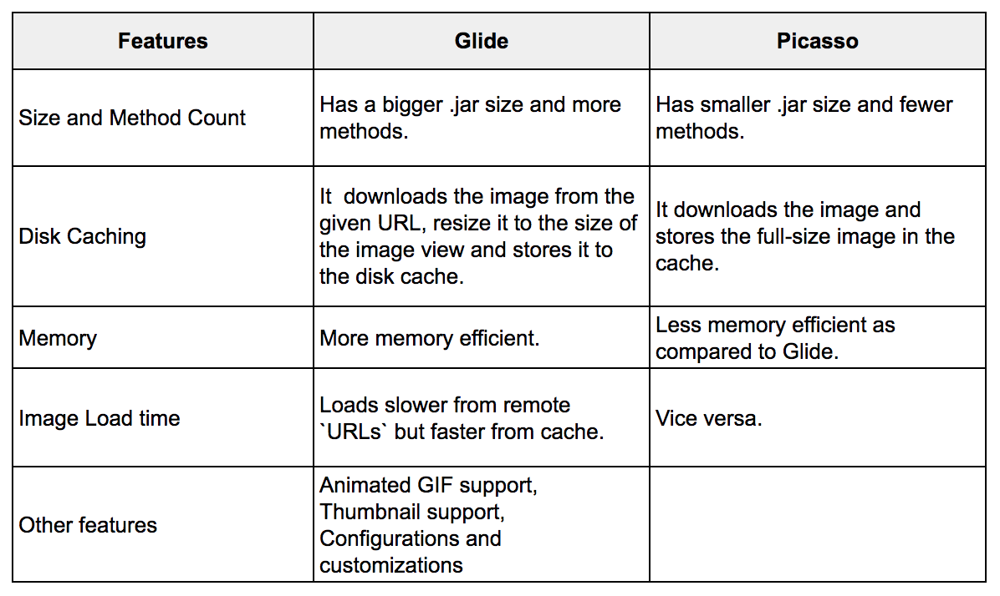 Features
Glide
Picasso
Size and Method Count
Has a bigger .jar size and more
methods.
Has smaller .jar size and fewer
methods.
Disk Caching
It  downloads the image from the
given URL, resize it to the size of
the image view and stores it to
the disk cache.
It downloads the image and
stores the full-size image in the
cache.
Memory
More memory efficient.
Less memory efficient as
compared to Glide.
Image Load time
Loads slower from remote
`URLs` but faster from cache.
Vice versa.
Other features
Animated GIF support,
Thumbnail support,
Configurations and
customizations